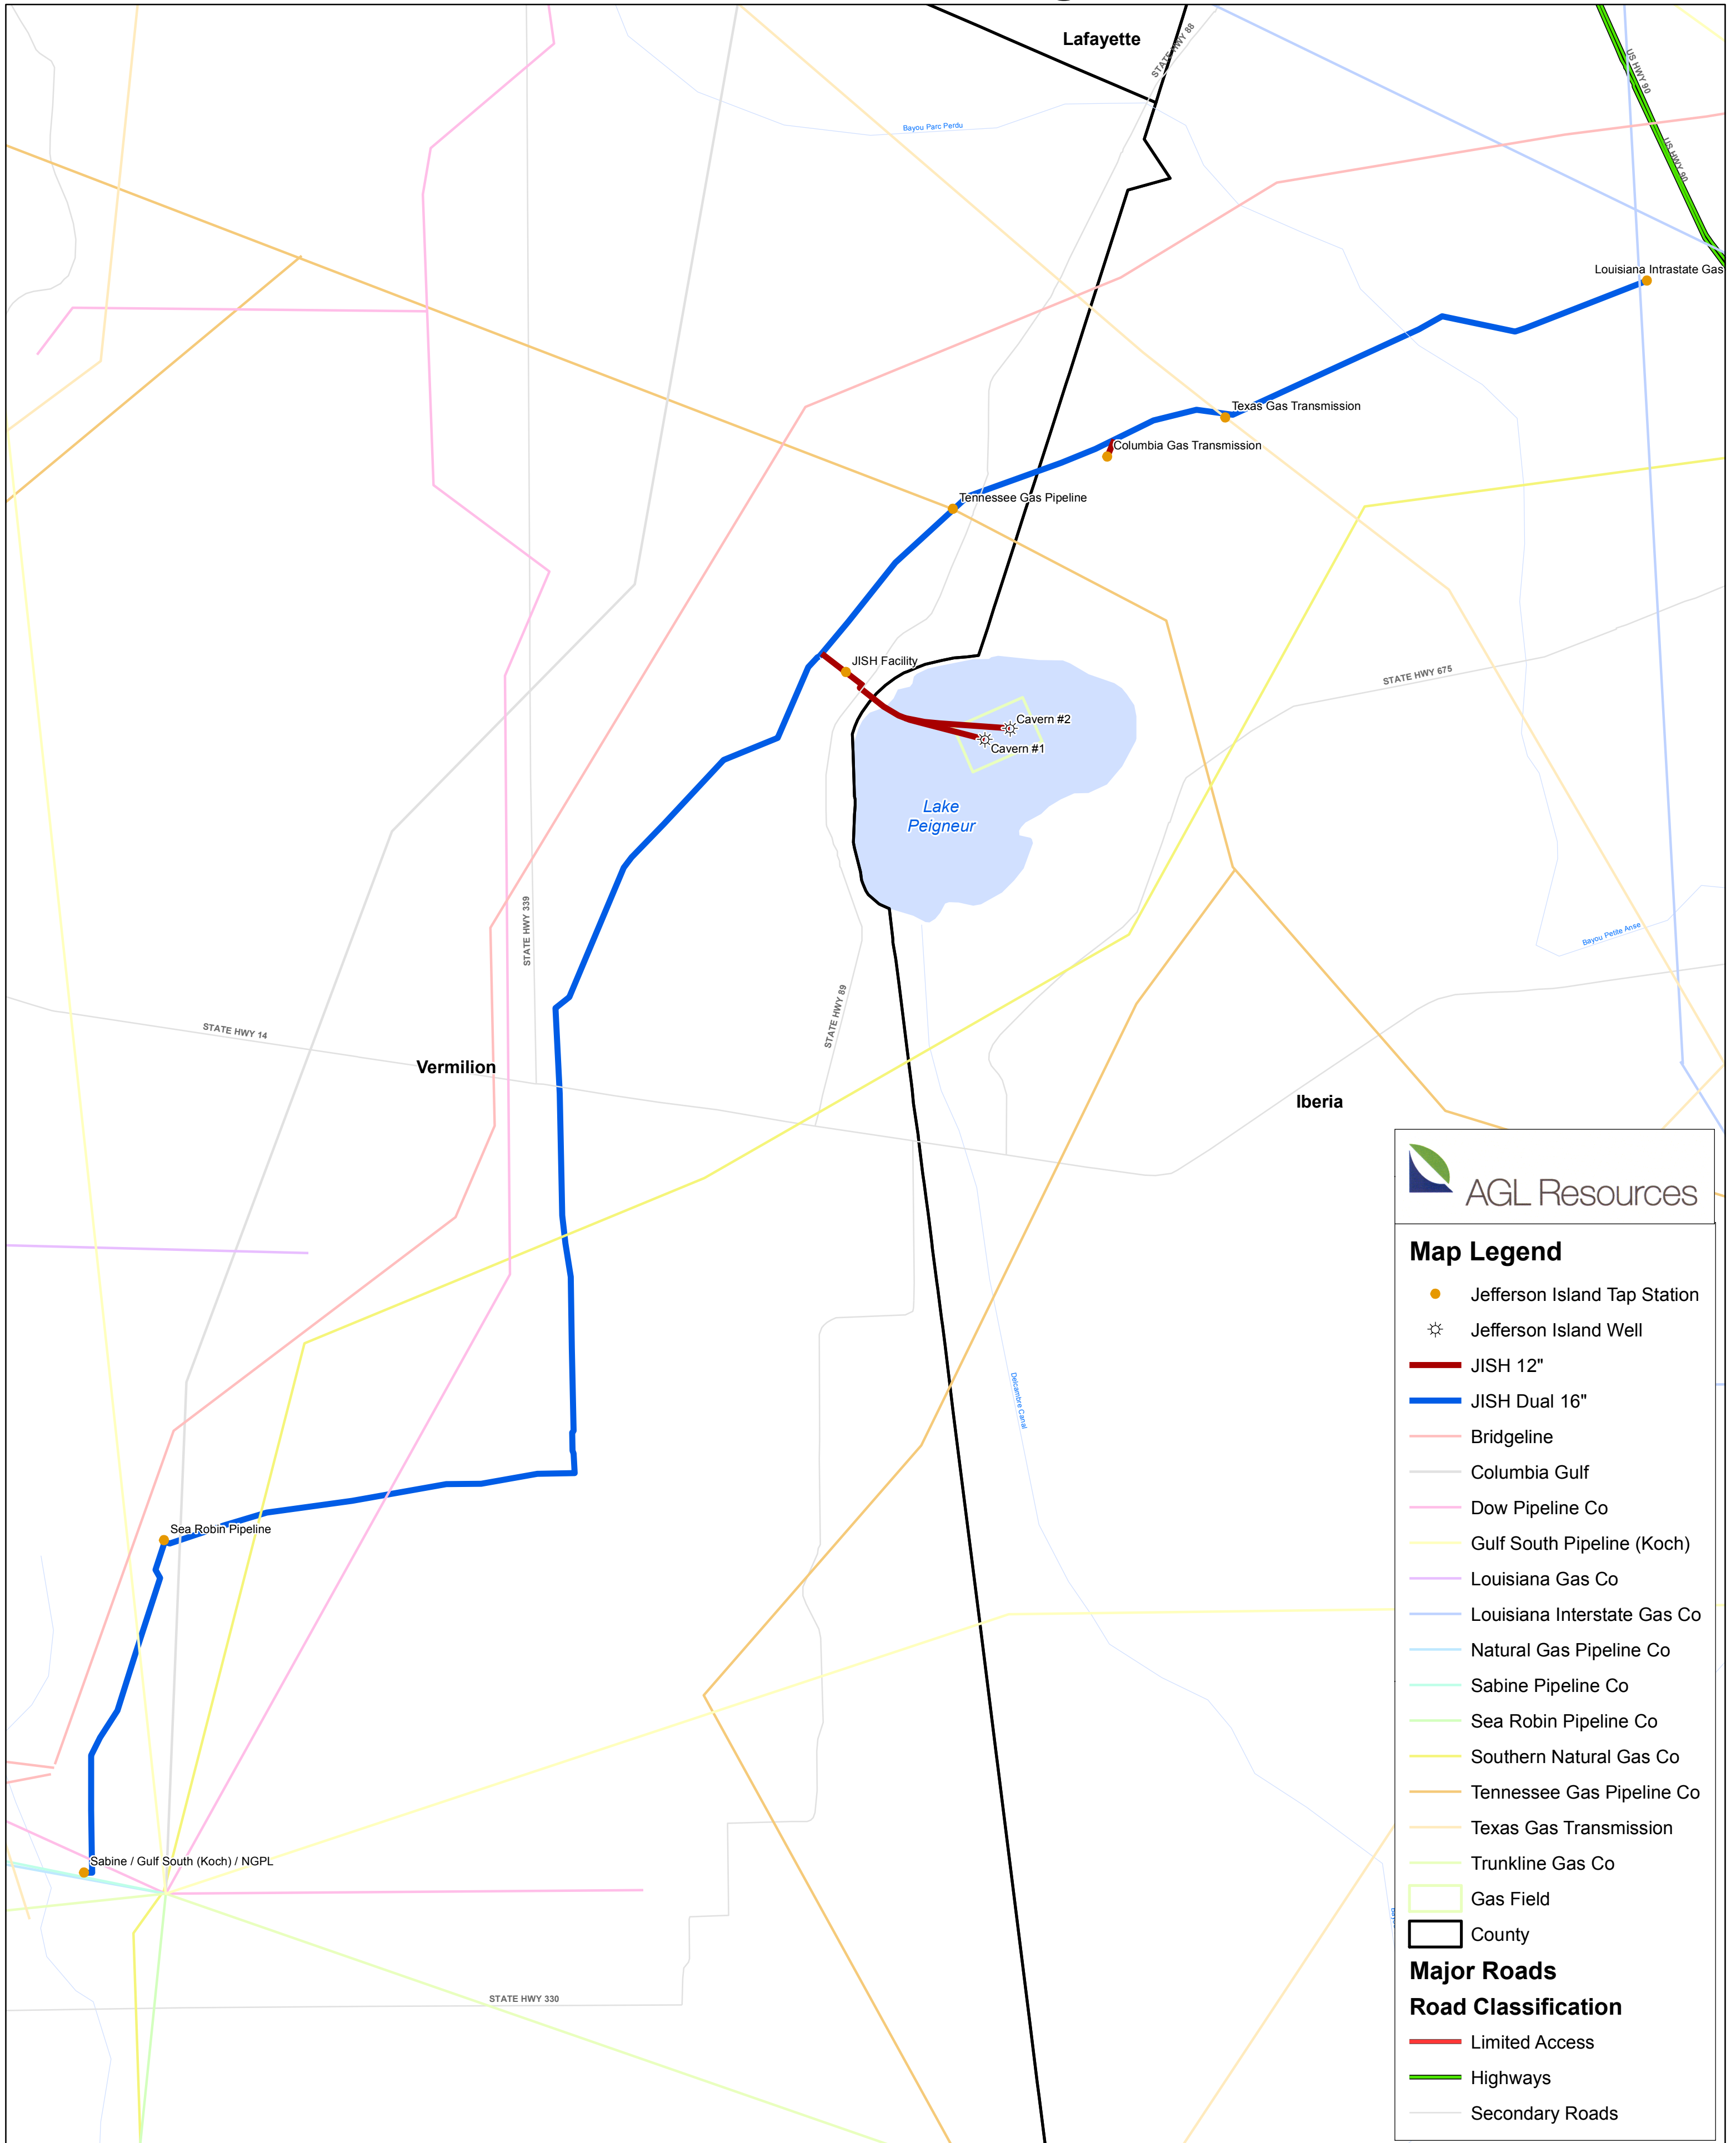 Lafayette
STATE HWY 88
US HWY 90
US HWY 90
Bayou Parc Perdu
Louisiana Intrastate Gas
Texas Gas Transmission
Columbia Gas Transmission
Tennessee Gas Pipeline
JISH Facility
STATE HWY 675
Cavern #2
Cavern #1
Lake
Peigneur
STATE HWY 339
Bayou Petite Anse
STATE HWY 89
STATE HWY 14
Vermilion
Iberia
Delcambre Canal
Sea Robin Pipeline
Sabine / Gulf South (Koch) / NGPL
STATE HWY 330
AGL Resources
Map Legend
Jefferson Island Tap Station
Jefferson Island Well
JISH 12"
JISH Dual 16"
Bridgeline
Columbia Gulf
Dow Pipeline Co
Gulf South Pipeline (Koch)
Louisiana Gas Co
Louisiana Interstate Gas Co
Natural Gas Pipeline Co
Sabine Pipeline Co
Sea Robin Pipeline Co
Southern Natural Gas Co
Tennessee Gas Pipeline Co
Texas Gas Transmission
Trunkline Gas Co
Gas Field
County
Major Roads
Road Classification
Limited Access
Highways
Secondary Roads